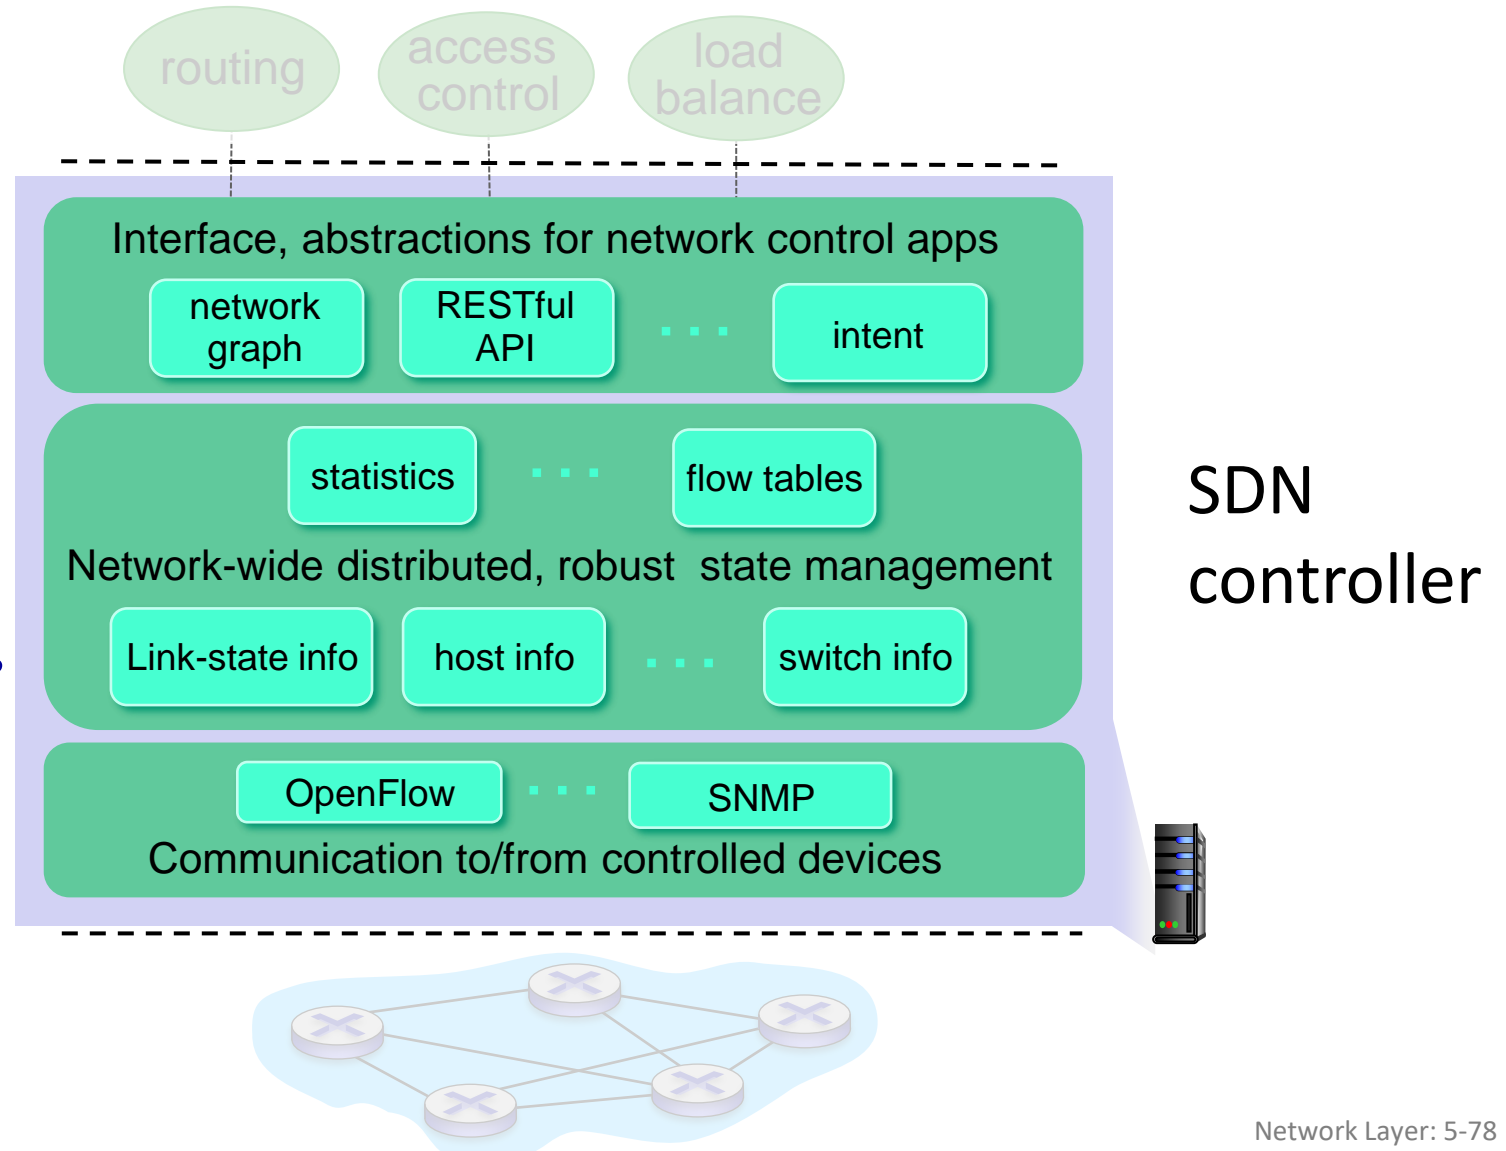 routing
access
control
load
balance
Interface, abstractions for network control apps
network
graph
RESTful
API
. . .
intent
statistics
. . .
flow tables
Network-wide distributed, robust  state management
Link-state info
host info
. . .
switch info
OpenFlow
. . .
SNMP
Communication to/from controlled devices
SDN
controller
Network Layer: 5-78